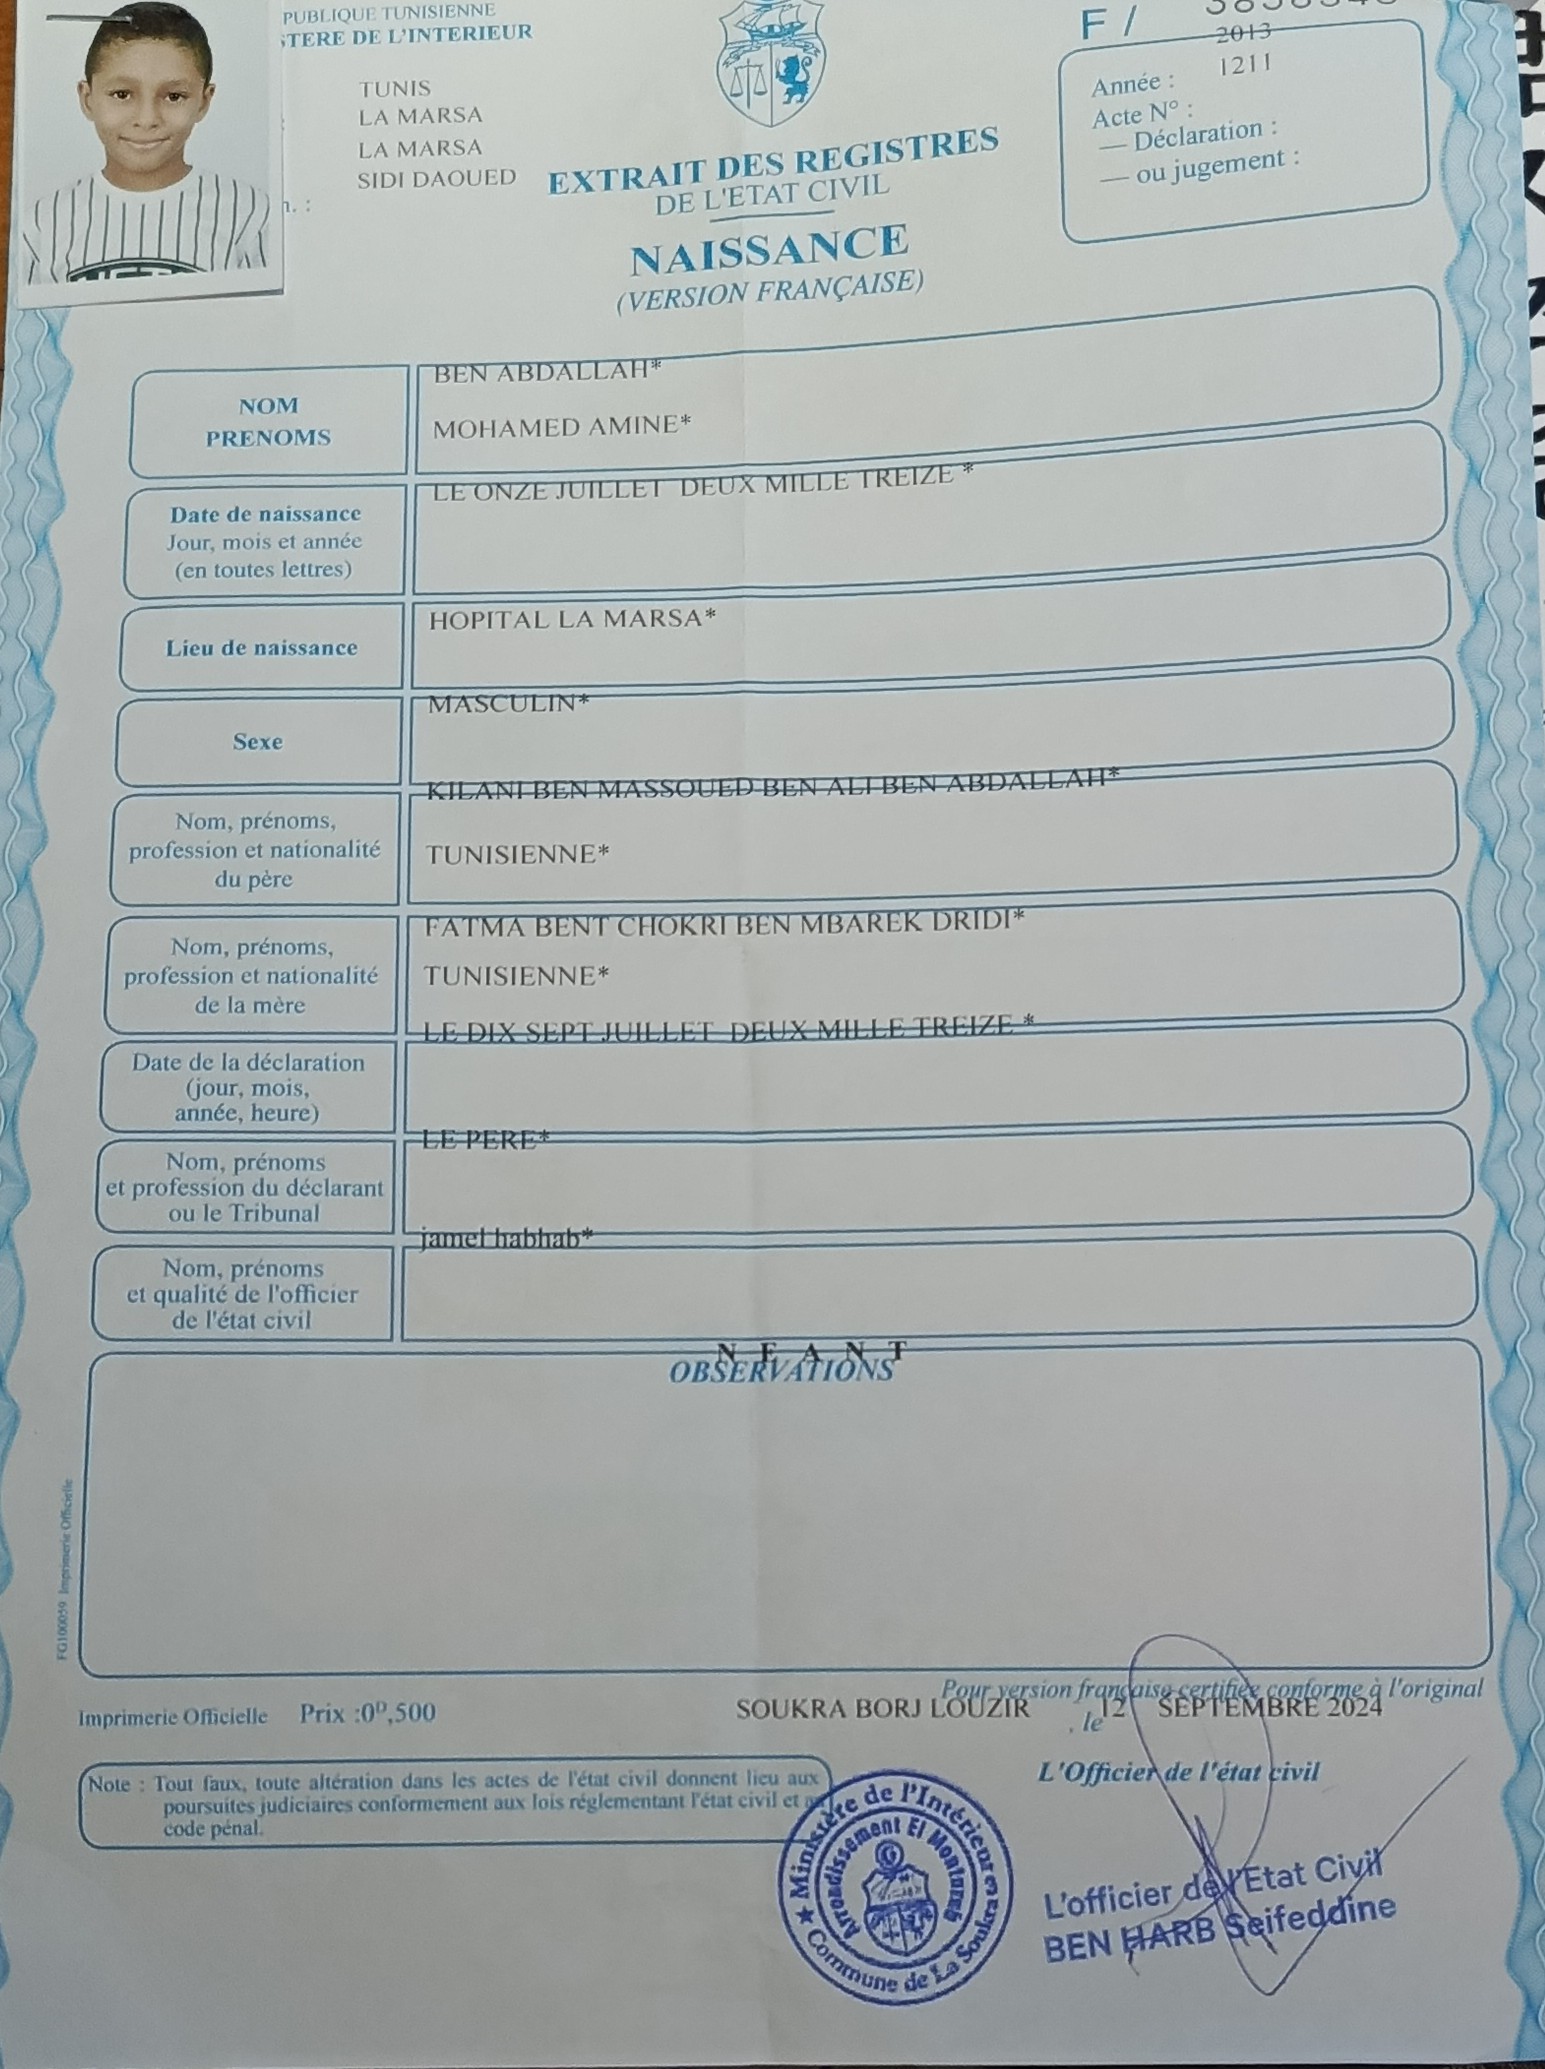 PUBLIQUE TUNISIENNE
STERE DE L'INTERIEUR
TUNIS
LA MARSA
LA MARSA
SIDI DAOUED
n. :
EXTRAIT DES REGISTRES
DE L'ETAT CIVIL
NAISSANCE
(VERSION FRANÇAISE)
F /
2013
Année : 1211
Acte N° :
— Déclaration :
— ou jugement :
NOM
PRENOMS
BEN ABDALLAH*
MOHAMED AMINE*
Date de naissance
Jour, mois et année
(en toutes lettres)
LE ONZE JUILLET DEUX MILLE TREIZE *
Lieu de naissance
HOPITAL LA MARSA*
Sexe
MASCULIN*
Nom, prénoms,
profession et nationalité
du père
KILANI BEN MASSOUED BEN ALI BEN ABDALLAH*
TUNISIENNE*
Nom, prénoms,
profession et nationalité
de la mère
FATMA BENT CHOKRI BEN MBAREK DRIDI*
TUNISIENNE*
Date de la déclaration
(jour, mois,
année, heure)
LE DIX SEPT JUILLET DEUX MILLE TREIZE *
Nom, prénoms
et profession du déclarant
ou le Tribunal
LE PERE*
Nom, prénoms
et qualité de l'officier
de l'état civil
jamel habhab*
N E A N T
OBSERVATIONS
FG100059 Imprimerie Officielle
Pour version française certifiée conforme à l'original
Imprimerie Officielle Prix :0D,500
SOUKRA BORJ LOUZIR , le 12 SEPTEMBRE 2024
L'Officier de l'état civil
Note : Tout faux, toute altération dans les actes de l'état civil donnent lieu aux
poursuites judiciaires conformement aux lois réglementant l'état civil et au
code pénal.
Ministère de l'Intérieur
Arrondissement El Montazah
Commune de La Soukra
L'officier de l'Etat Civil
BEN HARB Seifeddine